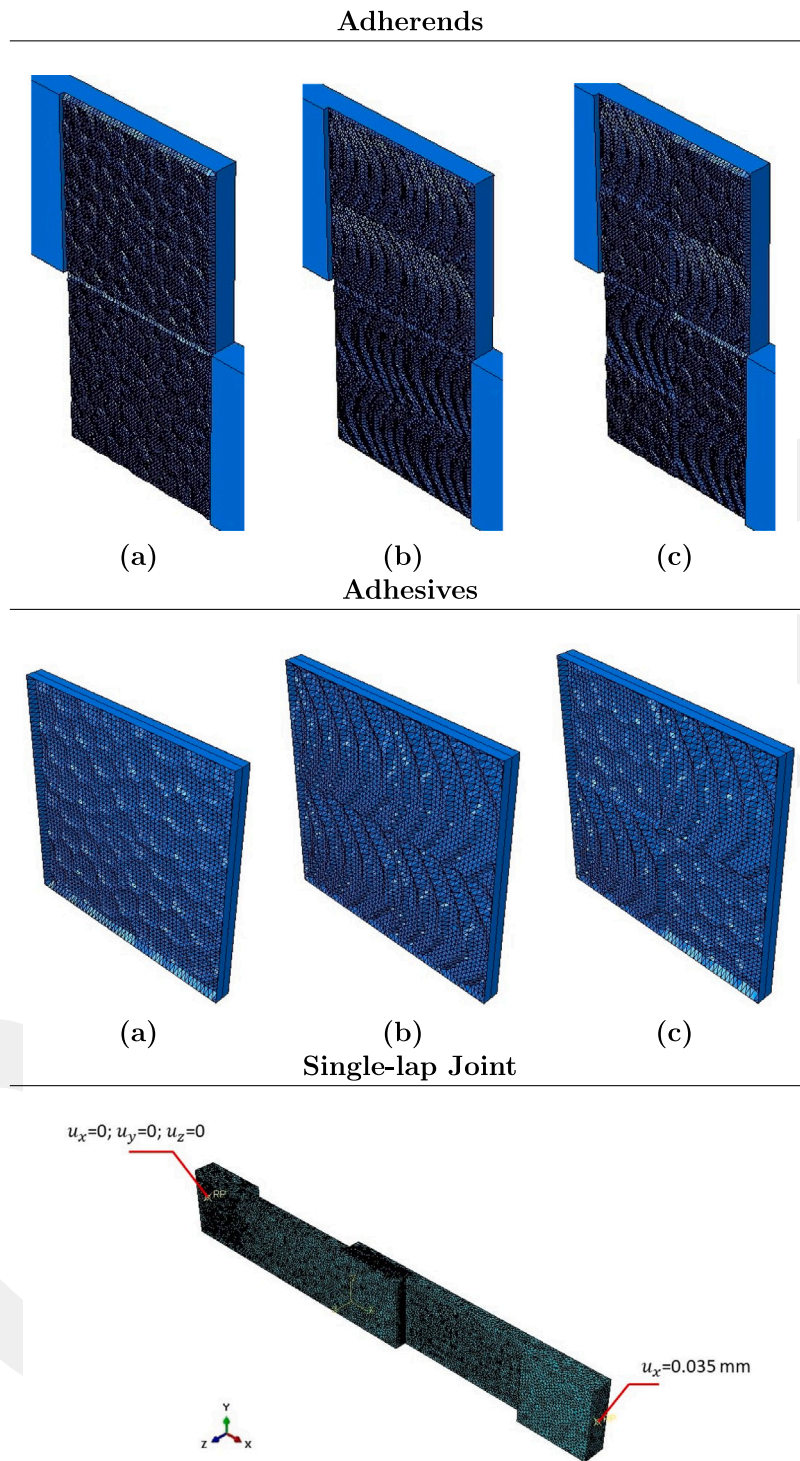 Adherends
(a) (b) (c)
Adhesives
(a) (b) (c)
Single-lap Joint
u_x=0; u_y=0; u_z=0
RP
u_x=0.035 mm
Y
Z X